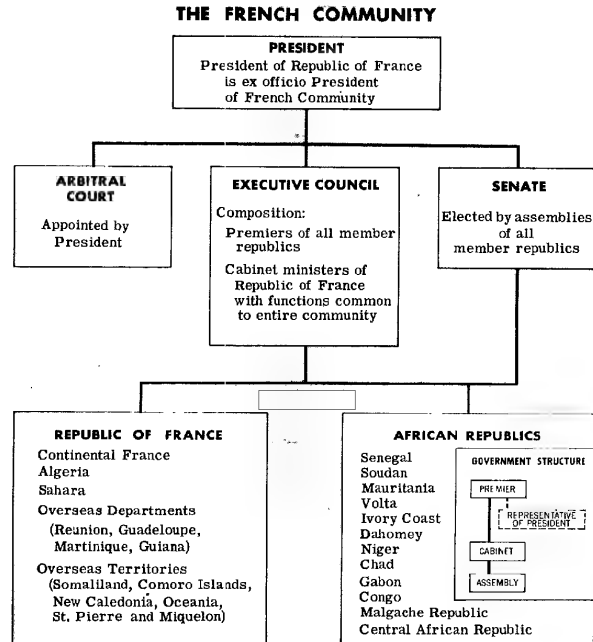 THE FRENCH COMMUNITY
PRESIDENT
President of Republic of France
is ex officio President
of French Community
ARBITRAL
COURT
Appointed by
President
EXECUTIVE COUNCIL
Composition:
Premiers of all member
republics
Cabinet ministers of
Republic of France
with functions common
to entire community
SENATE
Elected by assemblies
of all
member republics
REPUBLIC OF FRANCE
Continental France
Algeria
Sahara
Overseas Departments
(Reunion, Guadeloupe,
Martinique, Guiana)
Overseas Territories
(Somaliland, Comoro Islands,
New Caledonia, Oceania,
St. Pierre and Miquelon)
AFRICAN REPUBLICS
Senegal
Soudan
Mauritania
Volta
Ivory Coast
Dahomey
Niger
Chad
Gabon
Congo
Malgache Republic
Central African Republic
GOVERNMENT STRUCTURE
PREMIER
REPRESENTATIVE
OF PRESIDENT
CABINET
ASSEMBLY